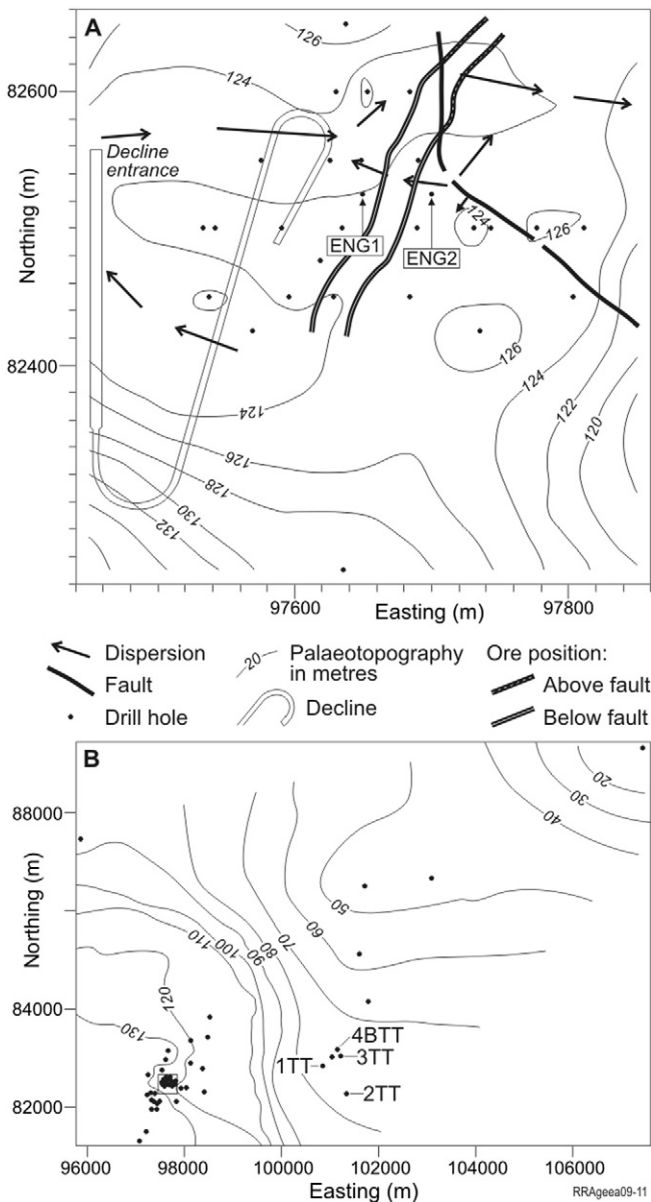 A
126
124
82600
Decline
entrance
124
126
ENG1
ENG2
Northing (m)
82400
126
124
124
122
120
126
128
130
132
97600
97800
Easting (m)
Dispersion
Fault
Drill hole
20
Palaeotopography
in metres
Decline
Ore position:
Above fault
Below fault
B
88000
20
30
40
50
60
70
80
90
100
110
Northing (m)
84000
120
130
4BTT
1TT
3TT
2TT
82000
96000
98000
100000
102000
104000
106000
Easting (m)
RRAgeea09-11